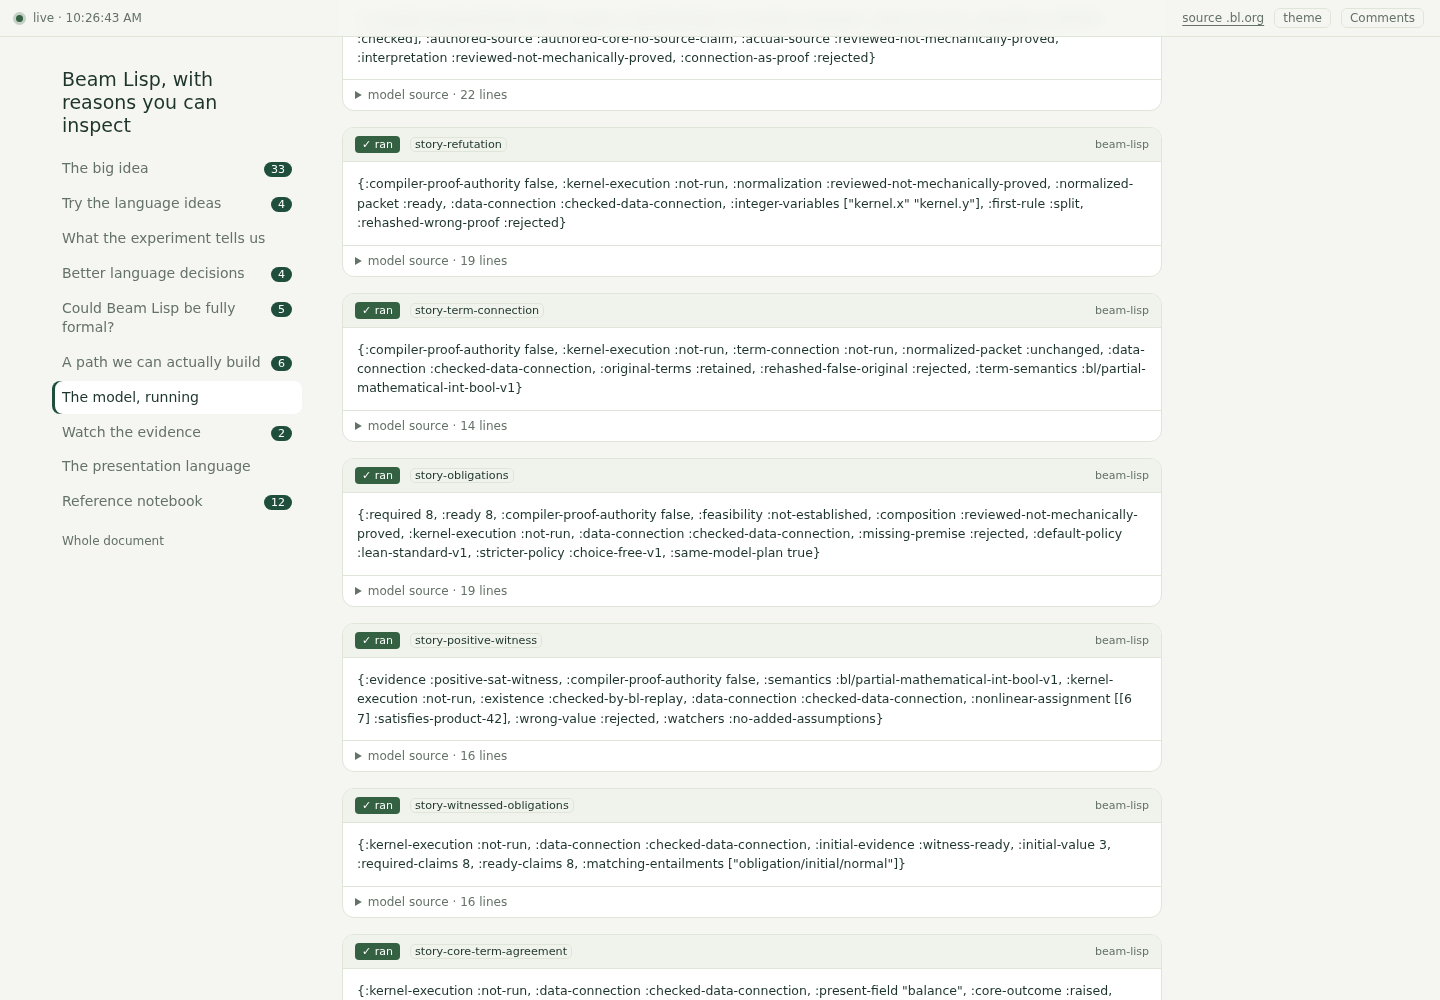 live · 10:26:43 AM
source .bl.org
theme
Comments
Beam Lisp, with
reasons you can
inspect
The big idea 33
Try the language ideas 4
What the experiment tells us
Better language decisions 4
Could Beam Lisp be fully 5
formal?
A path we can actually build 6
The model, running
Watch the evidence 2
The presentation language
Reference notebook 12
Whole document
:checked], :authored-source :authored-core-no-source-claim, :actual-source :reviewed-not-mechanically-proved,
:interpretation :reviewed-not-mechanically-proved, :connection-as-proof :rejected}
▶ model source · 22 lines
✓ ran story-refutation beam-lisp
{:compiler-proof-authority false, :kernel-execution :not-run, :normalization :reviewed-not-mechanically-proved, :normalized-
packet :ready, :data-connection :checked-data-connection, :integer-variables ["kernel.x" "kernel.y"], :first-rule :split,
:rehashed-wrong-proof :rejected}
▶ model source · 19 lines
✓ ran story-term-connection beam-lisp
{:compiler-proof-authority false, :kernel-execution :not-run, :term-connection :not-run, :normalized-packet :unchanged, :data-
connection :checked-data-connection, :original-terms :retained, :rehashed-false-original :rejected, :term-semantics :bl/partial-
mathematical-int-bool-v1}
▶ model source · 14 lines
✓ ran story-obligations beam-lisp
{:required 8, :ready 8, :compiler-proof-authority false, :feasibility :not-established, :composition :reviewed-not-mechanically-
proved, :kernel-execution :not-run, :data-connection :checked-data-connection, :missing-premise :rejected, :default-policy
:lean-standard-v1, :stricter-policy :choice-free-v1, :same-model-plan true}
▶ model source · 19 lines
✓ ran story-positive-witness beam-lisp
{:evidence :positive-sat-witness, :compiler-proof-authority false, :semantics :bl/partial-mathematical-int-bool-v1, :kernel-
execution :not-run, :existence :checked-by-bl-replay, :data-connection :checked-data-connection, :nonlinear-assignment [[6
7] :satisfies-product-42], :wrong-value :rejected, :watchers :no-added-assumptions}
▶ model source · 16 lines
✓ ran story-witnessed-obligations beam-lisp
{:kernel-execution :not-run, :data-connection :checked-data-connection, :initial-evidence :witness-ready, :initial-value 3,
:required-claims 8, :ready-claims 8, :matching-entailments ["obligation/initial/normal"]}
▶ model source · 16 lines
✓ ran story-core-term-agreement beam-lisp
{:kernel-execution :not-run, :data-connection :checked-data-connection, :present-field "balance", :core-outcome :raised,